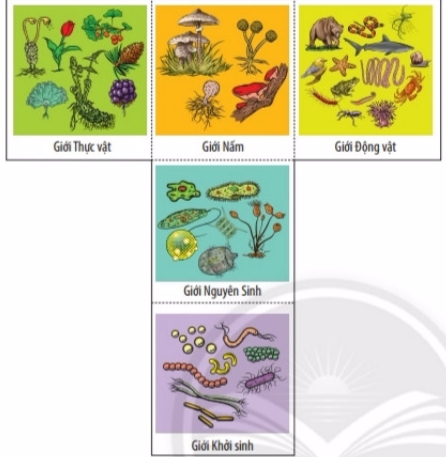 Giới Thực vật
Giới Nấm
Giới Động vật
Giới Nguyên Sinh
Giới Khởi sinh